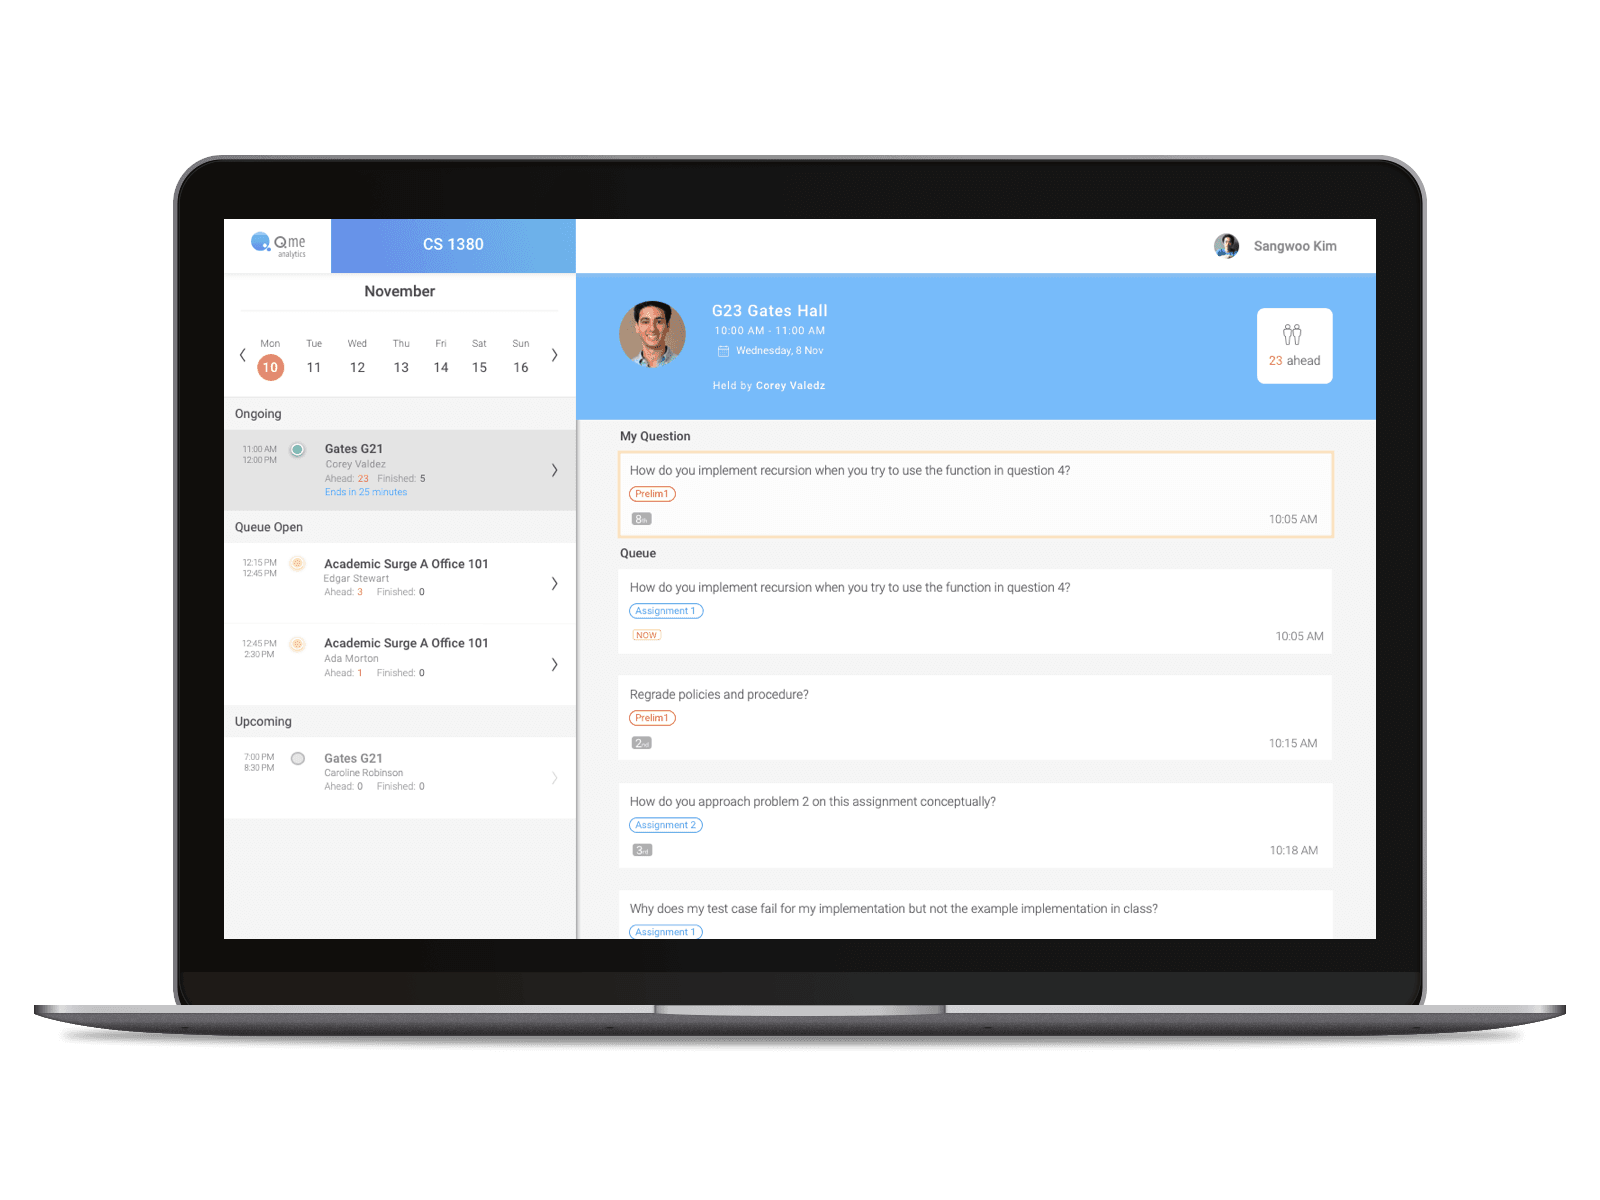 Qme
analytics
CS 1380
Sangwoo Kim
November
Mon Tue Wed Thu Fri Sat Sun
10 11 12 13 14 15 16
Ongoing
11:00 AM
12:00 PM
Gates G21
Corey Valdez
Ahead: 23 Finished: 5
Ends in 25 minutes
Queue Open
12:15 PM
12:45 PM
Academic Surge A Office 101
Edgar Stewart
Ahead: 3 Finished: 0
12:45 PM
2:30 PM
Academic Surge A Office 101
Ada Morton
Ahead: 1 Finished: 0
Upcoming
7:00 PM
8:30 PM
Gates G21
Caroline Robinson
Ahead: 0 Finished: 0
G23 Gates Hall
10:00 AM - 11:00 AM
Wednesday, 8 Nov
Held by Corey Valedz
23 ahead
My Question
How do you implement recursion when you try to use the function in question 4?
Prelim1
8th 10:05 AM
Queue
How do you implement recursion when you try to use the function in question 4?
Assignment 1
NOW 10:05 AM
Regrade policies and procedure?
Prelim1
2nd 10:15 AM
How do you approach problem 2 on this assignment conceptually?
Assignment 2
3rd 10:18 AM
Why does my test case fail for my implementation but not the example implementation in class?
Assignment 1